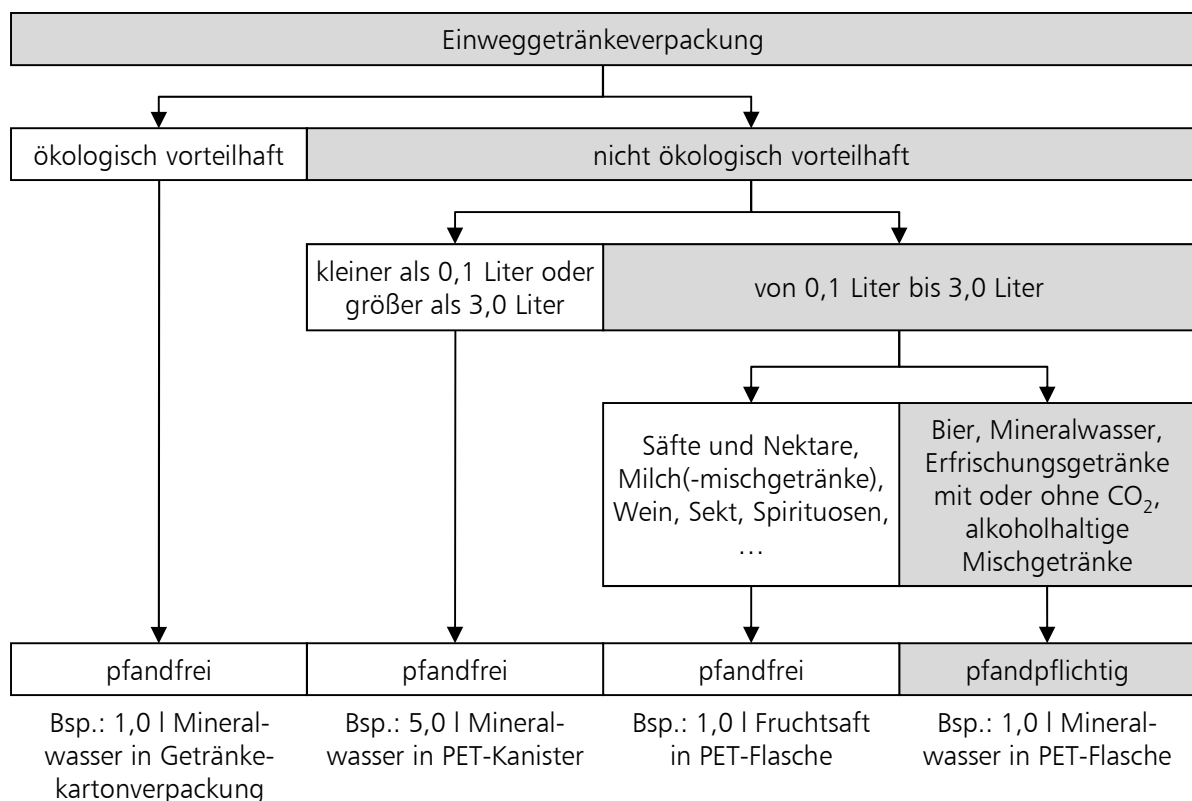 Einweggetränkeverpackung
ökologisch vorteilhaft
nicht ökologisch vorteilhaft
kleiner als 0,1 Liter oder
größer als 3,0 Liter
von 0,1 Liter bis 3,0 Liter
Säfte und Nektare,
Milch(-mischgetränke),
Wein, Sekt, Spirituosen,
…
Bier, Mineralwasser,
Erfrischungsgetränke
mit oder ohne CO₂,
alkoholhaltige
Mischgetränke
pfandfrei
pfandfrei
pfandfrei
pfandpflichtig
Bsp.: 1,0 l Mineral-
wasser in Getränke-
kartonverpackung
Bsp.: 5,0 l Mineral-
wasser in PET-Kanister
Bsp.: 1,0 l Fruchtsaft
in PET-Flasche
Bsp.: 1,0 l Mineral-
wasser in PET-Flasche